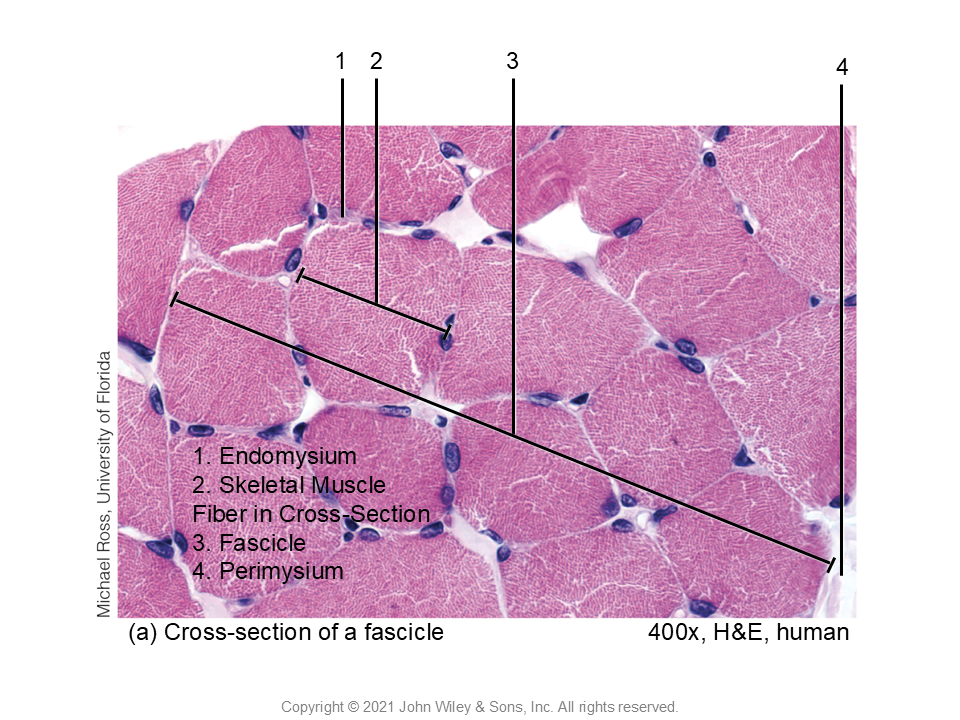 1 2 3 4
Michael Ross, University of Florida
1. Endomysium
2. Skeletal Muscle
Fiber in Cross-Section
3. Fascicle
4. Perimysium
(a) Cross-section of a fascicle 400x, H&E, human
Copyright © 2021 John Wiley & Sons, Inc. All rights reserved.